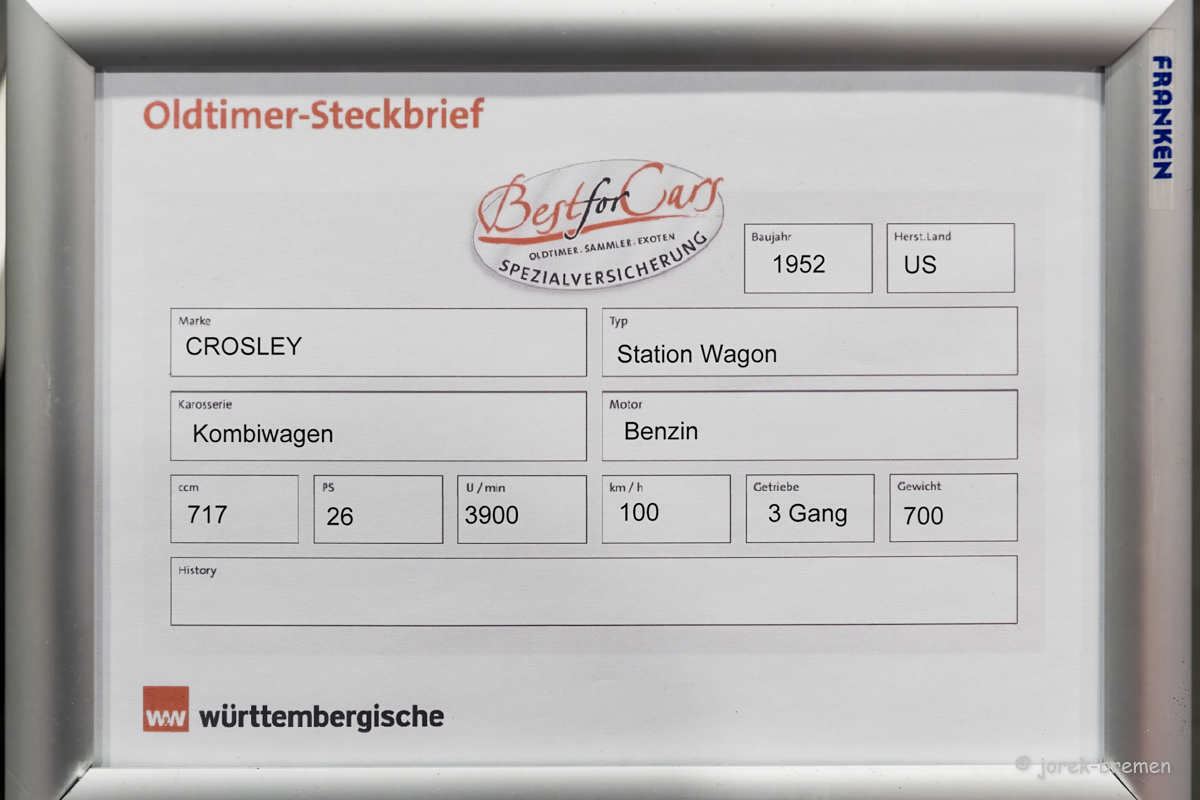 FRANKEN
Oldtimer-Steckbrief
Best for Cars
OLDTIMER . SAMMLER . EXOTEN
SPEZIALVERSICHERUNG
Baujahr
1952
Herst.Land
US
Marke
CROSLEY
Typ
Station Wagon
Karosserie
Kombiwagen
Motor
Benzin
ccm
717
PS
26
U / min
3900
km / h
100
Getriebe
3 Gang
Gewicht
700
History
ww württembergische
© jorek-bremen